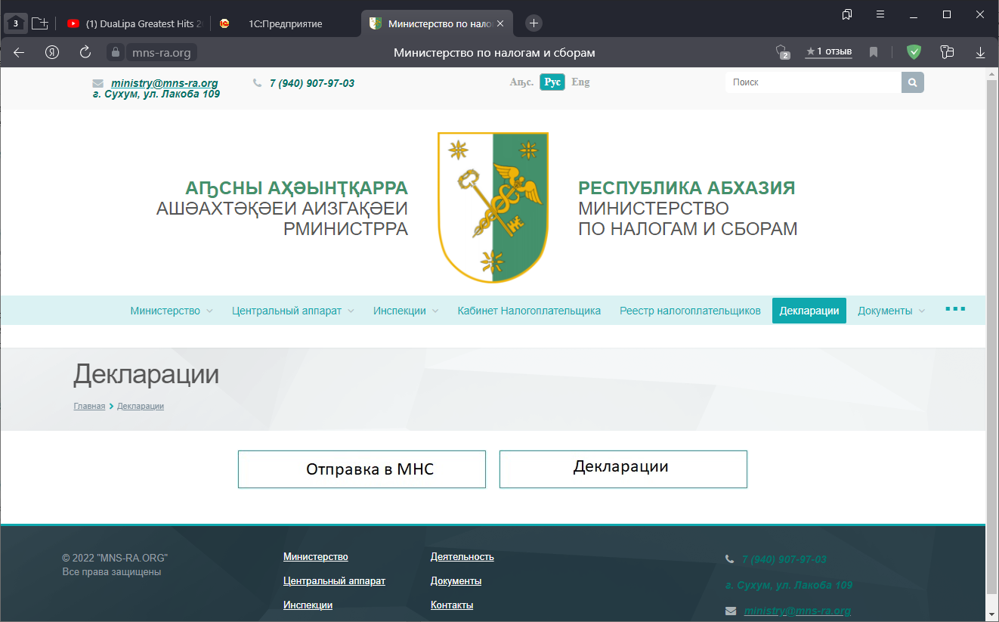 3
(1) DuaLipa Greatest Hits 2
1С:Предприятие
Министерство по нало
mns-ra.org
Министерство по налогам и сборам
2
1 отзыв
ministry@mns-ra.org
г. Сухум, ул. Лакоба 109
7 (940) 907-97-03
Аҧс. Рус Eng
Поиск
АҦСНЫ АҲӘЫНҬҚАРРА
АШӘАХТӘҚӘЕИ АИЗГАҚӘЕИ
РМИНИСТРРА
РЕСПУБЛИКА АБХАЗИЯ
МИНИСТЕРСТВО
ПО НАЛОГАМ И СБОРАМ
Министерство Центральный аппарат Инспекции Кабинет Налогоплательщика Реестр налогоплательщиков Декларации Документы
Декларации
Главная Декларации
Отправка в МНС
Декларации
© 2022 "MNS-RA.ORG"
Все права защищены
Министерство
Центральный аппарат
Инспекции
Деятельность
Документы
Контакты
7 (940) 907-97-03
г. Сухум, ул. Лакоба 109
ministry@mns-ra.org